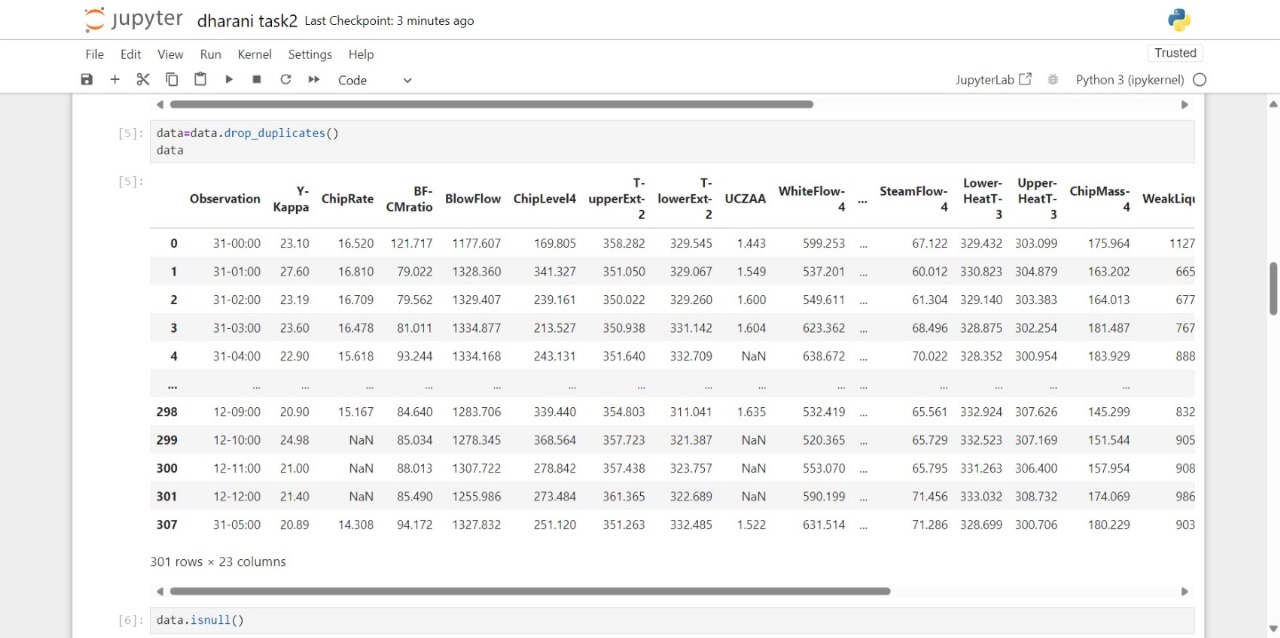 jupyter dharani task2 Last Checkpoint: 3 minutes ago
File Edit View Run Kernel Settings Help Trusted
Code JupyterLab Python 3 (ipykernel)
[5]: data=data.drop_duplicates()
data
[5]:
Observation Y-Kappa ChipRate BF-CMratio BlowFlow ChipLevel4 T-upperExt-2 T-lowerExt-2 UCZAA WhiteFlow-4 ... SteamFlow-4 Lower-HeatT-3 Upper-HeatT-3 ChipMass-4 WeakLiqu
0 31-00:00 23.10 16.520 121.717 1177.607 169.805 358.282 329.545 1.443 599.253 ... 67.122 329.432 303.099 175.964 1127
1 31-01:00 27.60 16.810 79.022 1328.360 341.327 351.050 329.067 1.549 537.201 ... 60.012 330.823 304.879 163.202 665
2 31-02:00 23.19 16.709 79.562 1329.407 239.161 350.022 329.260 1.600 549.611 ... 61.304 329.140 303.383 164.013 677
3 31-03:00 23.60 16.478 81.011 1334.877 213.527 350.938 331.142 1.604 623.362 ... 68.496 328.875 302.254 181.487 767
4 31-04:00 22.90 15.618 93.244 1334.168 243.131 351.640 332.709 NaN 638.672 ... 70.022 328.352 300.954 183.929 888
... ... ... ... ... ... ... ... ... ... ... ... ... ... ... ...
298 12-09:00 20.90 15.167 84.640 1283.706 339.440 354.803 311.041 1.635 532.419 ... 65.561 332.924 307.626 145.299 832
299 12-10:00 24.98 NaN 85.034 1278.345 368.564 357.723 321.387 NaN 520.365 ... 65.729 332.523 307.169 151.544 905
300 12-11:00 21.00 NaN 88.013 1307.722 278.842 357.438 323.757 NaN 553.070 ... 65.795 331.263 306.400 157.954 908
301 12-12:00 21.40 NaN 85.490 1255.986 273.484 361.365 322.689 NaN 590.199 ... 71.456 333.032 308.732 174.069 986
307 31-05:00 20.89 14.308 94.172 1327.832 251.120 351.263 332.485 1.522 631.514 ... 71.286 328.699 300.706 180.229 903
301 rows × 23 columns
[6]: data.isnull()